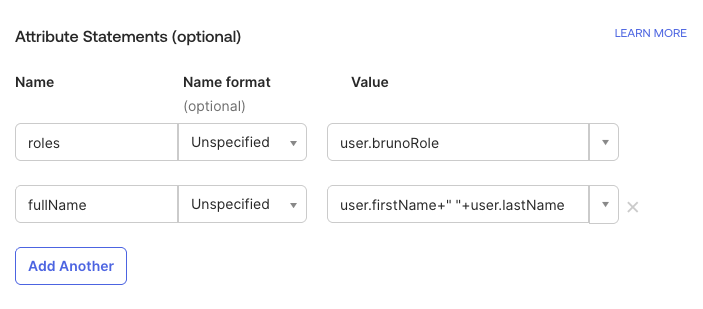 Attribute Statements (optional)
LEARN MORE
Name
Name format
(optional)
Value
roles
Unspecified
user.brunoRole
fullName
Unspecified
user.firstName+" "+user.lastName
Add Another